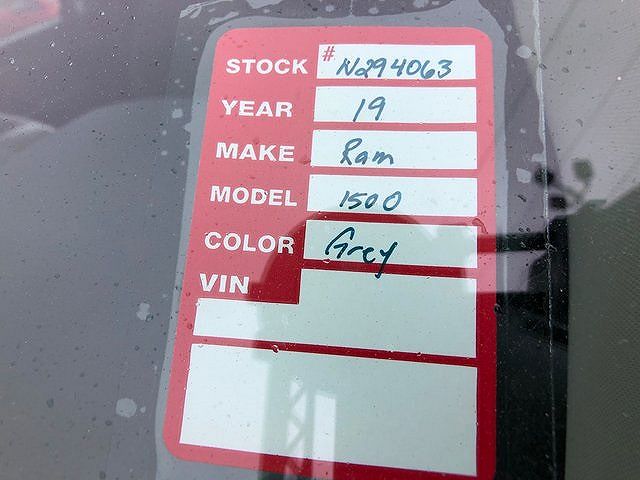 STOCK # N294063
YEAR 19
MAKE Ram
MODEL 1500
COLOR Grey
VIN